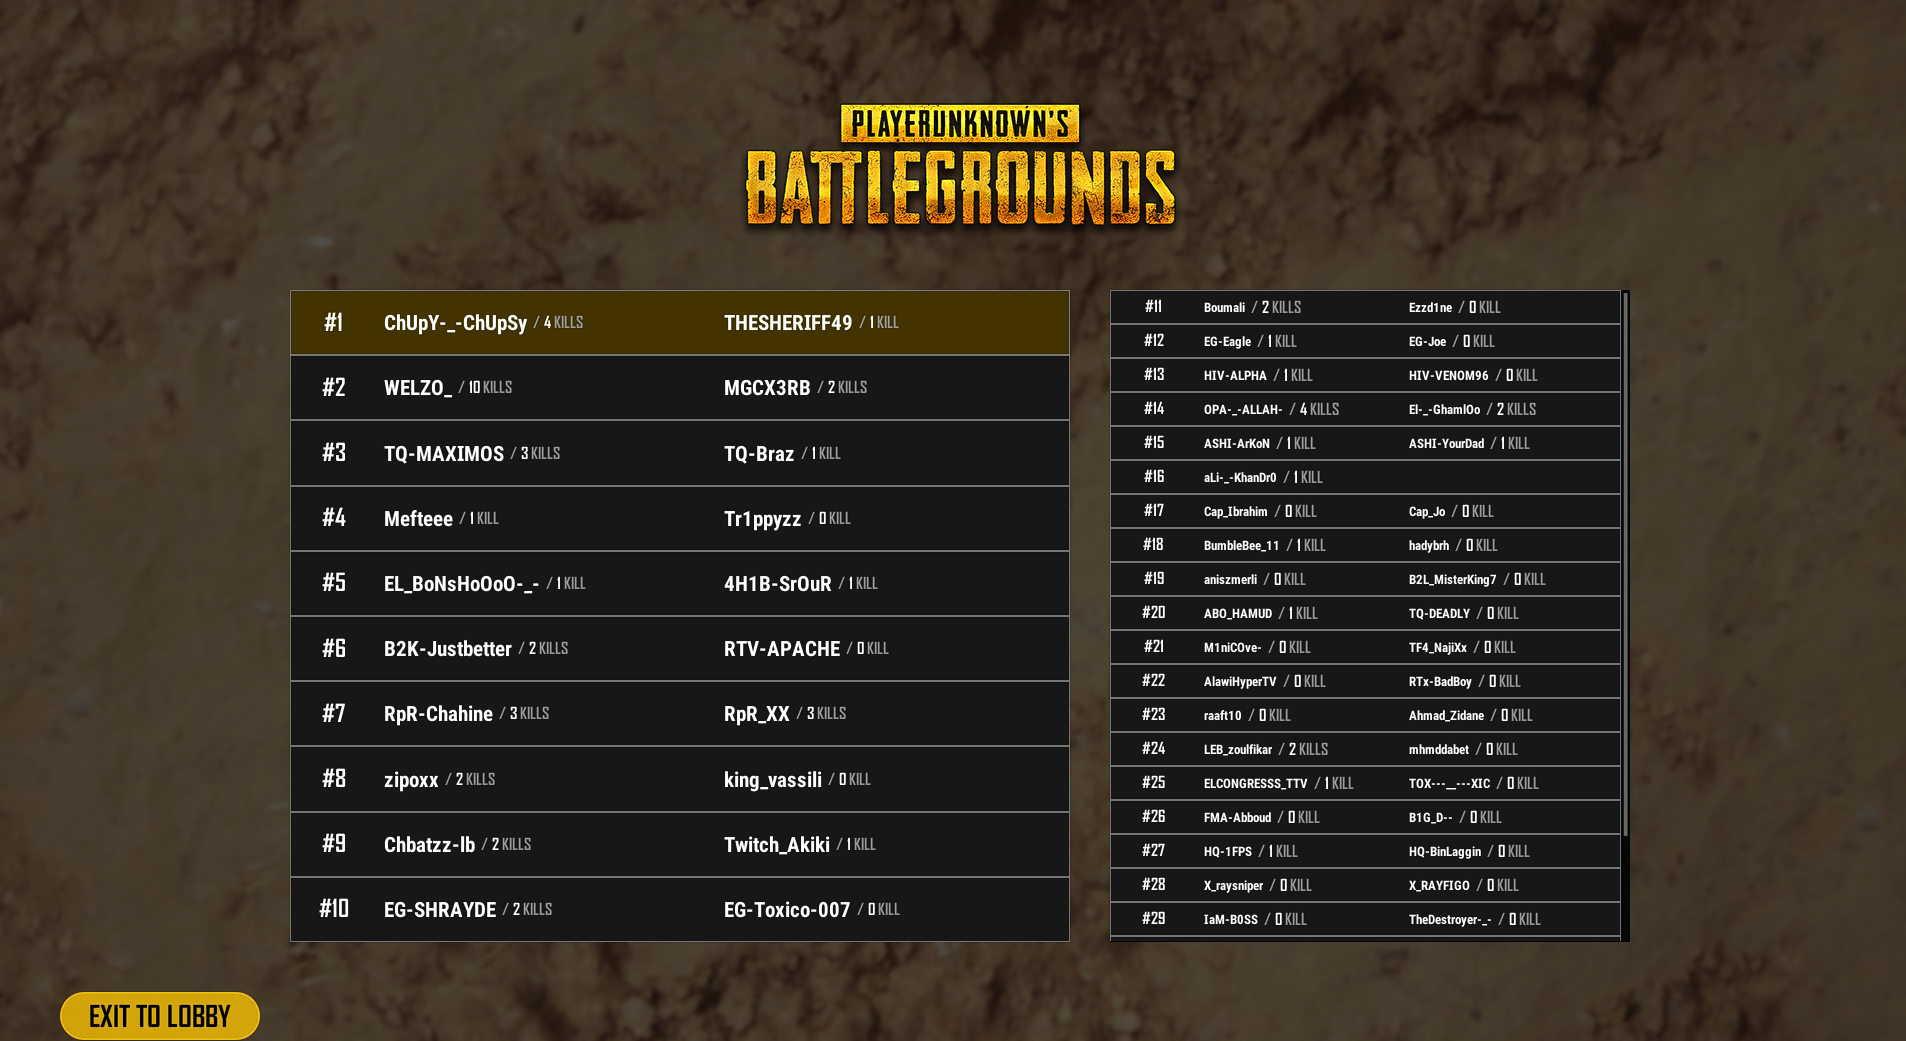 PLAYERUNKNOWN'S
BATTLEGROUNDS
#1 ChUpY-_-ChUpSy / 4 KILLS THESHERIFF49 / 1 KILL
#2 WELZO_ / 10 KILLS MGCX3RB / 2 KILLS
#3 TQ-MAXIMOS / 3 KILLS TQ-Braz / 1 KILL
#4 Mefteee / 1 KILL Tr1ppyzz / 0 KILL
#5 EL_BoNsHoOoO-_- / 1 KILL 4H1B-SrOuR / 1 KILL
#6 B2K-Justbetter / 2 KILLS RTV-APACHE / 0 KILL
#7 RpR-Chahine / 3 KILLS RpR_XX / 3 KILLS
#8 zipoxx / 2 KILLS king_vassili / 0 KILL
#9 Chbatzz-lb / 2 KILLS Twitch_Akiki / 1 KILL
#10 EG-SHRAYDE / 2 KILLS EG-Toxico-007 / 0 KILL
#11 Boumali / 2 KILLS Ezzd1ne / 0 KILL
#12 EG-Eagle / 1 KILL EG-Joe / 0 KILL
#13 HIV-ALPHA / 1 KILL HIV-VENOM96 / 0 KILL
#14 OPA-_-ALLAH- / 4 KILLS El-_-GhamlOo / 2 KILLS
#15 ASHI-ArKoN / 1 KILL ASHI-YourDad / 1 KILL
#16 aLi-_-KhanDr0 / 1 KILL
#17 Cap_Ibrahim / 0 KILL Cap_Jo / 0 KILL
#18 BumbleBee_11 / 1 KILL hadybrh / 0 KILL
#19 aniszmerli / 0 KILL B2L_MisterKing7 / 0 KILL
#20 ABO_HAMUD / 1 KILL TQ-DEADLY / 0 KILL
#21 M1niCOve- / 0 KILL TF4_NajiXx / 0 KILL
#22 AlawiHyperTV / 0 KILL RTx-BadBoy / 0 KILL
#23 raaft10 / 0 KILL Ahmad_Zidane / 0 KILL
#24 LEB_zoulfikar / 2 KILLS mhmddabet / 0 KILL
#25 ELCONGRESSS_TTV / 1 KILL TOX---__---XIC / 0 KILL
#26 FMA-Abboud / 0 KILL B1G_D-- / 0 KILL
#27 HQ-1FPS / 1 KILL HQ-BinLaggin / 0 KILL
#28 X_raysniper / 0 KILL X_RAYFIGO / 0 KILL
#29 IaM-B0SS / 0 KILL TheDestroyer-_- / 0 KILL
EXIT TO LOBBY